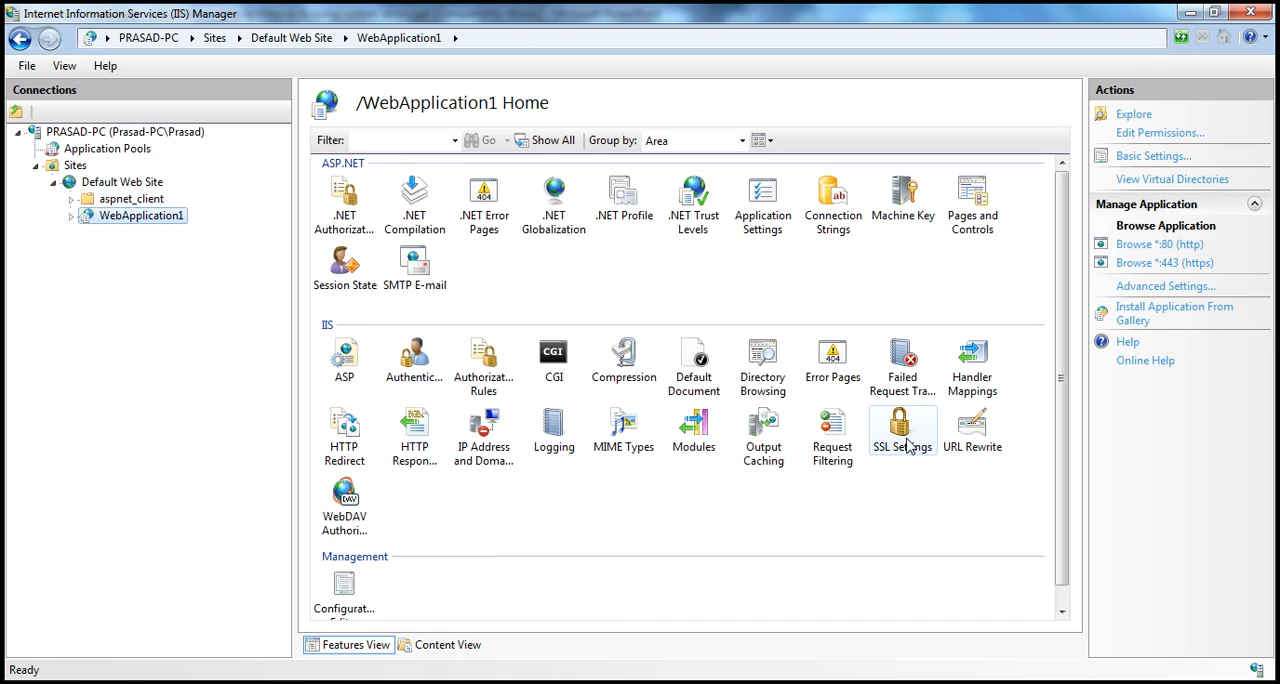 Internet Information Services (IIS) Manager
PRASAD-PC Sites Default Web Site WebApplication1
File View Help
Connections
PRASAD-PC (Prasad-PC\Prasad)
Application Pools
Sites
Default Web Site
aspnet_client
WebApplication1
/WebApplication1 Home
Filter: Go Show All Group by: Area
ASP.NET
.NET Authorizat...
.NET Compilation
.NET Error Pages
.NET Globalization
.NET Profile
.NET Trust Levels
Application Settings
Connection Strings
Machine Key
Pages and Controls
Session State
SMTP E-mail
IIS
ASP
Authentic...
Authorizat... Rules
CGI
Compression
Default Document
Directory Browsing
Error Pages
Failed Request Tra...
Handler Mappings
HTTP Redirect
HTTP Respon...
IP Address and Doma...
Logging
MIME Types
Modules
Output Caching
Request Filtering
SSL Settings
URL Rewrite
WebDAV Authori...
Management
Configurat...
Features View
Content View
Actions
Explore
Edit Permissions...
Basic Settings...
View Virtual Directories
Manage Application
Browse Application
Browse *:80 (http)
Browse *:443 (https)
Advanced Settings...
Install Application From
Gallery
Help
Online Help
Ready